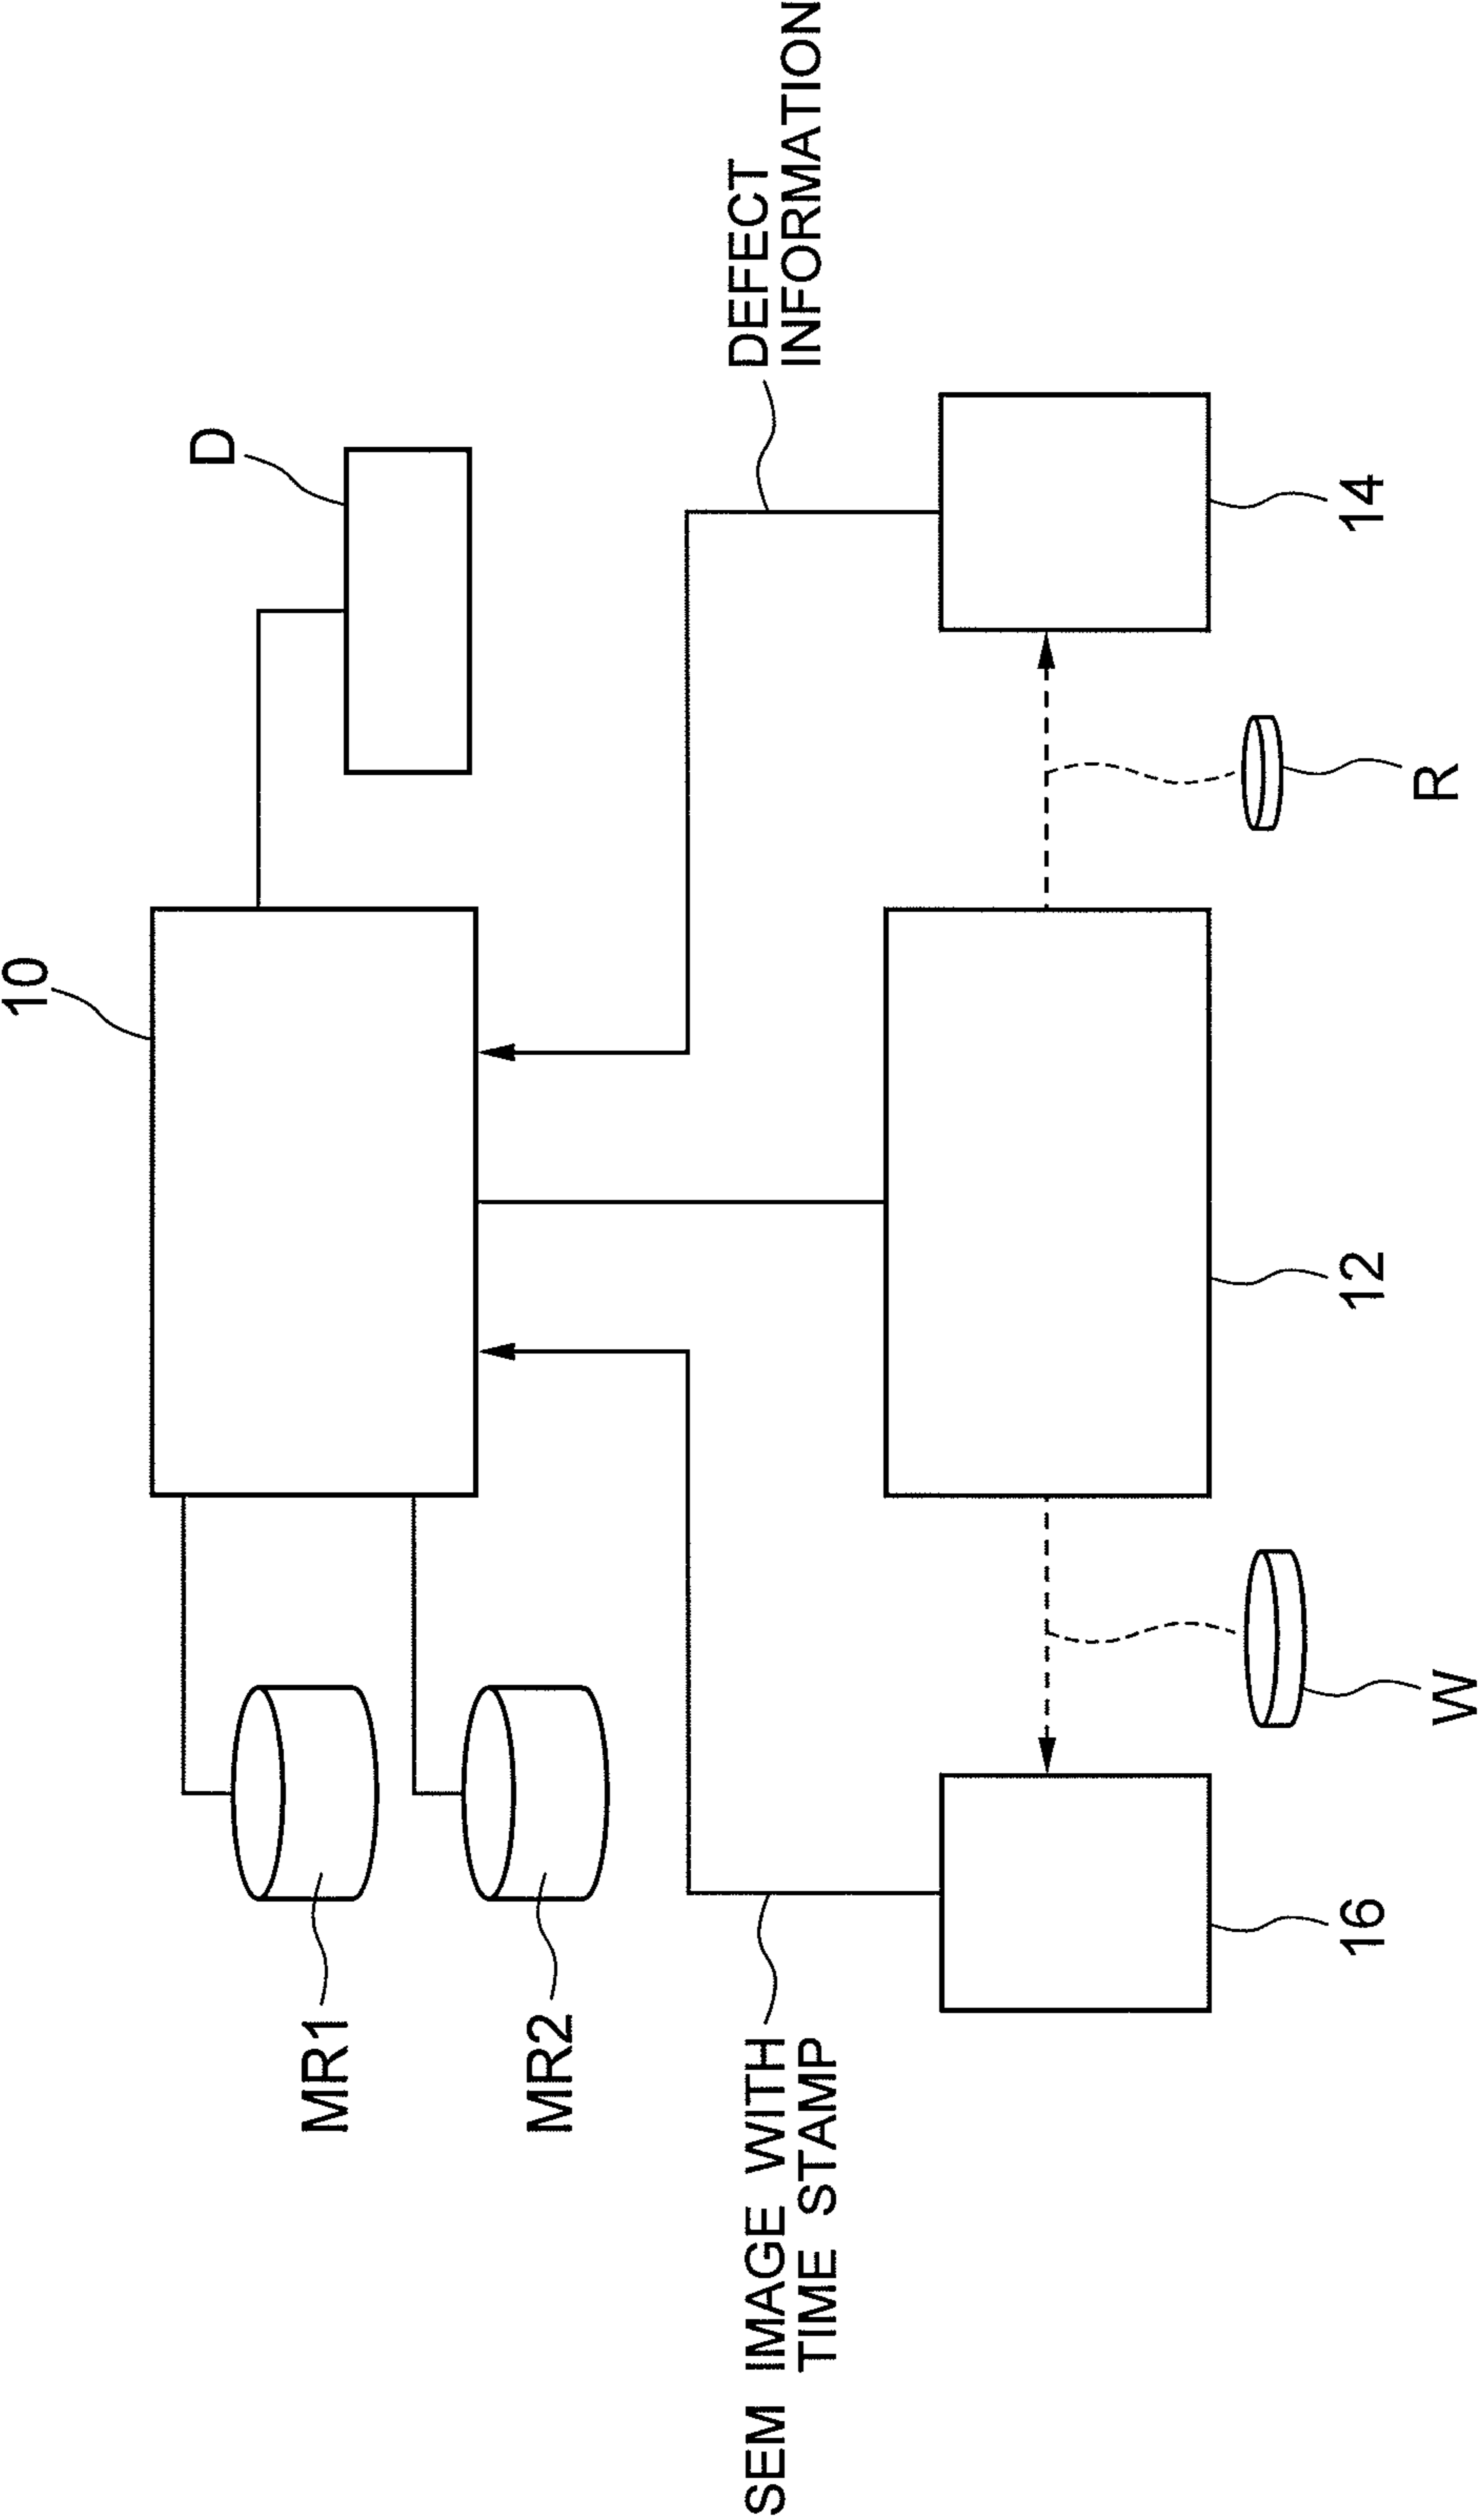 10
D
MR1
MR2
DEFECT
INFORMATION
SEM IMAGE WITH
TIME STAMP
16
12
14
W
R